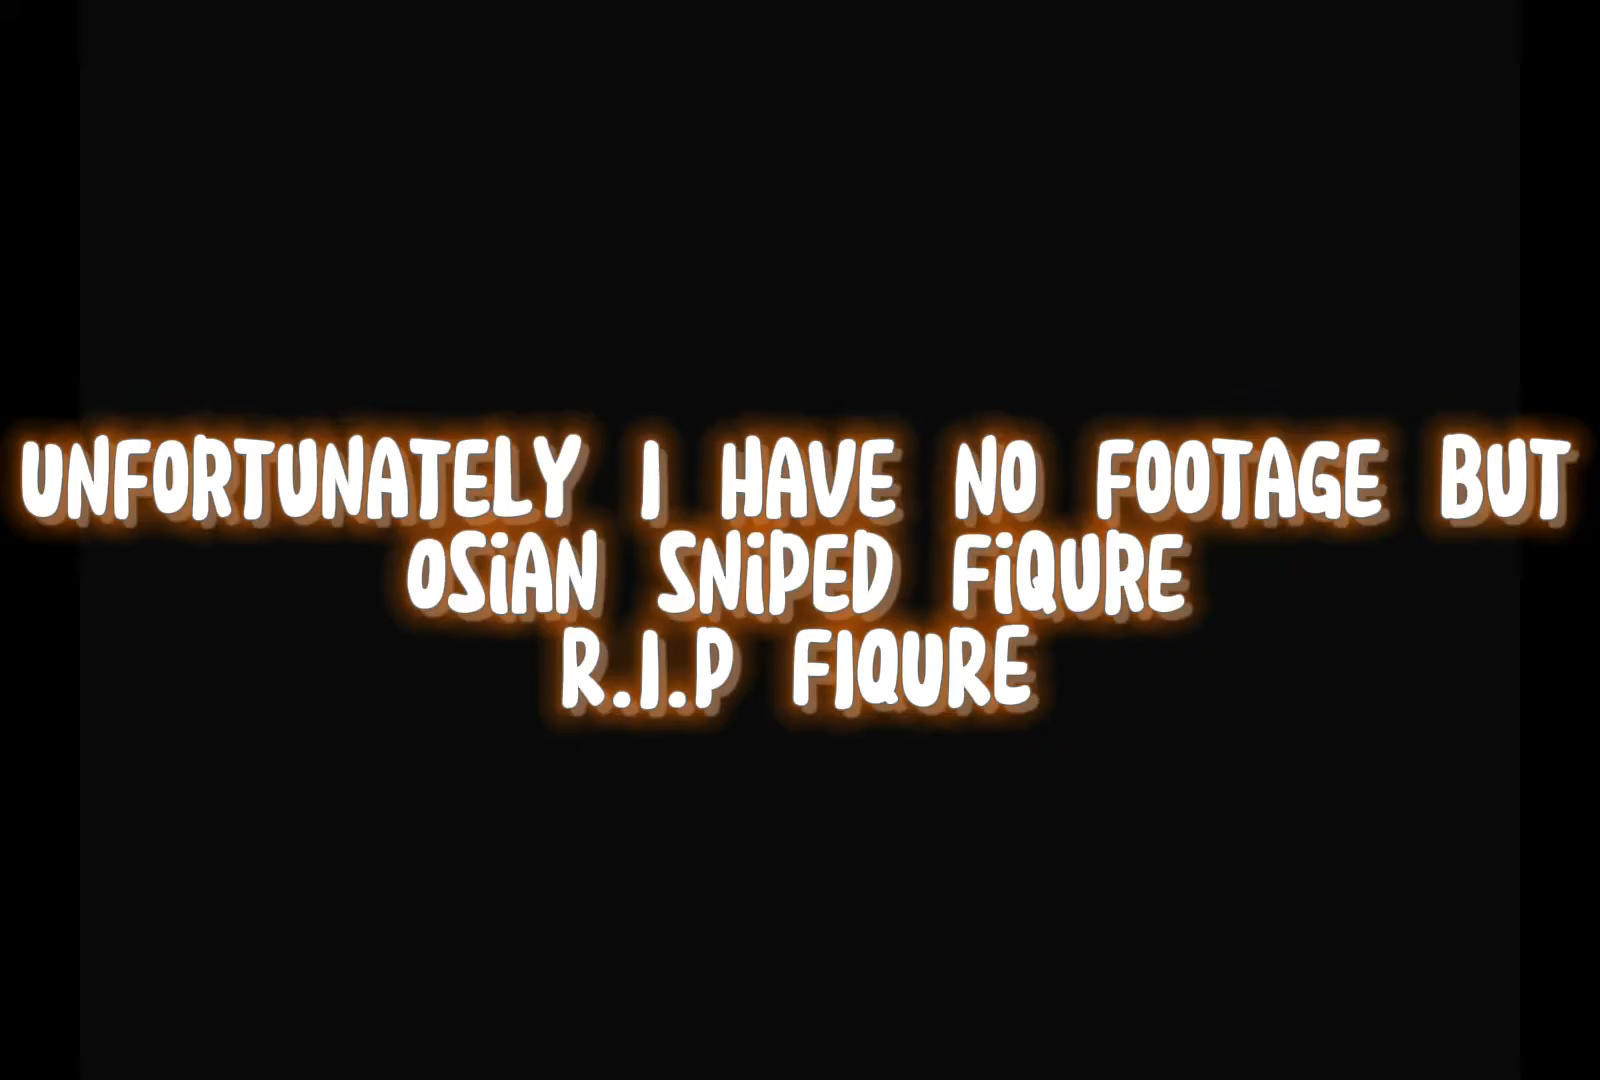 UNFORTUNATELY I HAVE NO FOOTAGE BUT
OSiAN SNiPED FiQURE
R.I.P FIQURE